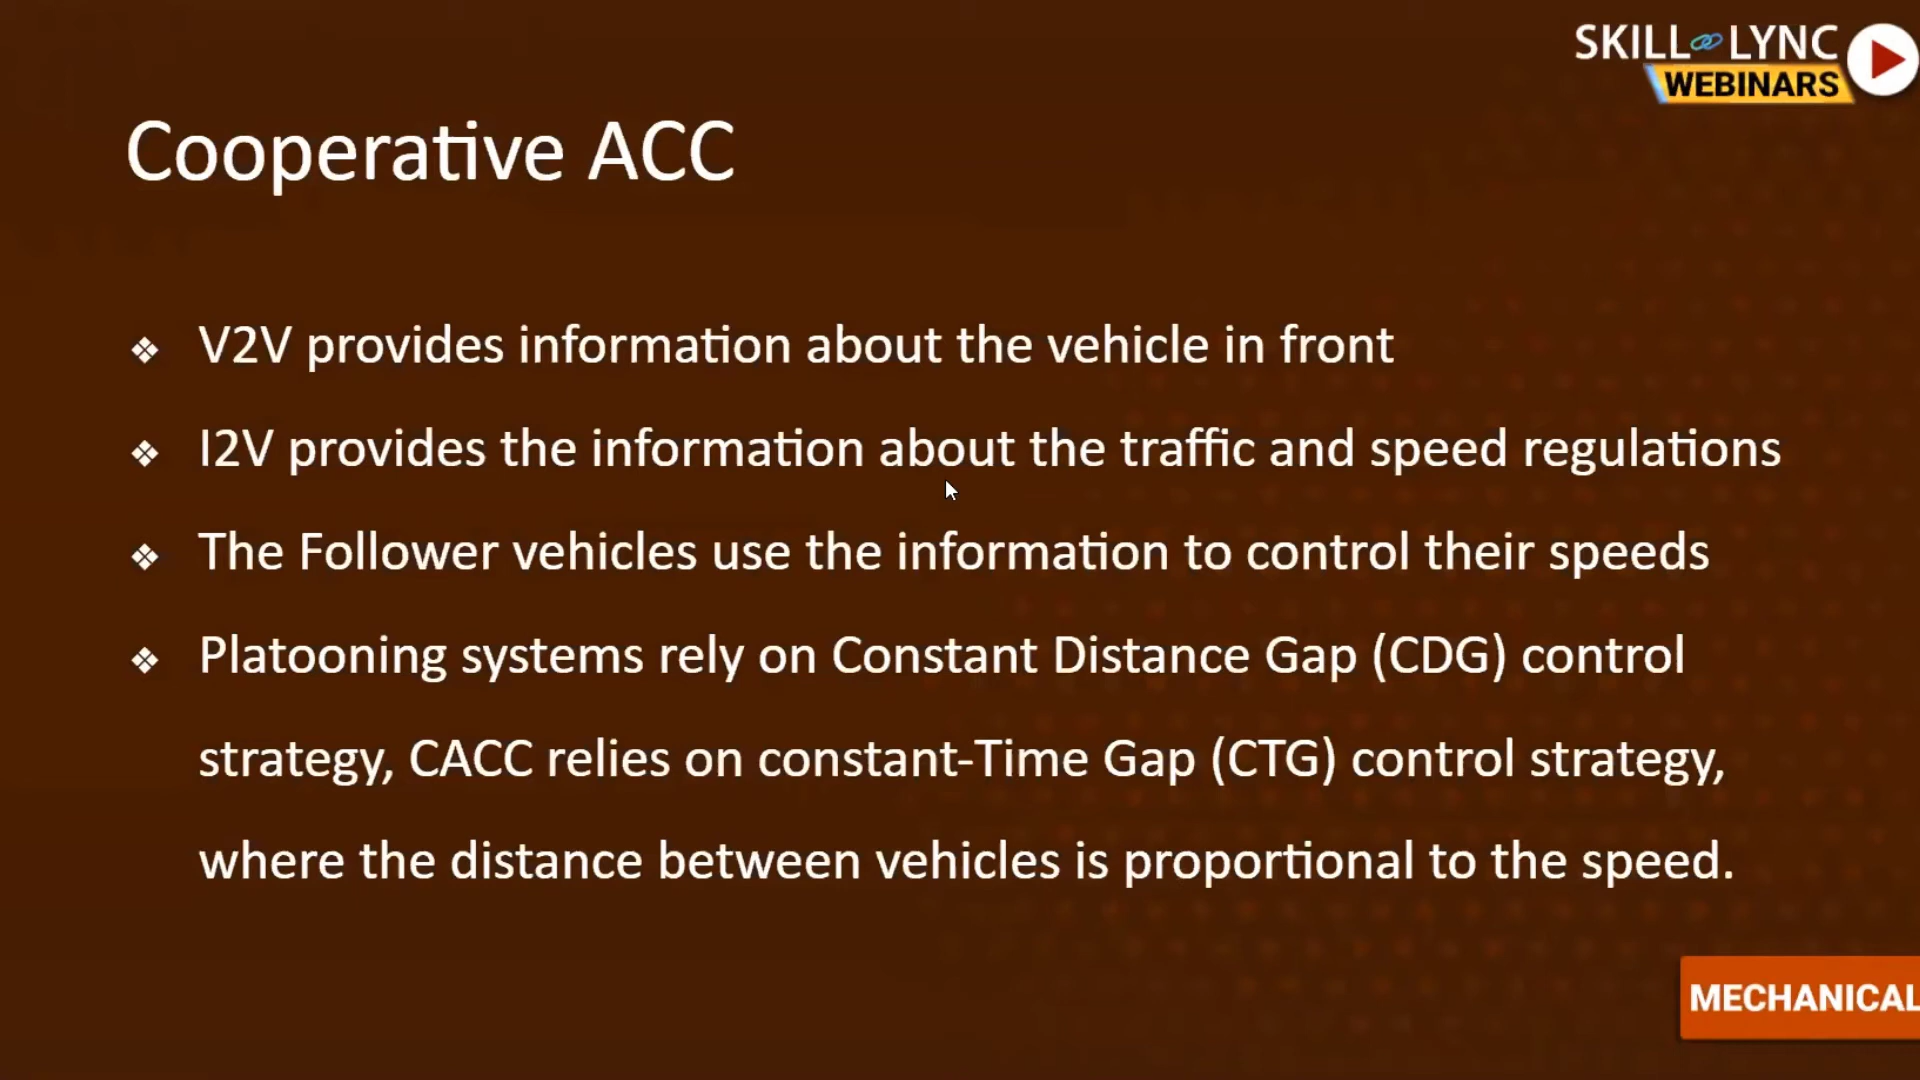 SKILL LYNC
WEBINARS
Cooperative ACC
❖ V2V provides information about the vehicle in front
❖ I2V provides the information about the traffic and speed regulations
❖ The Follower vehicles use the information to control their speeds
❖ Platooning systems rely on Constant Distance Gap (CDG) control
strategy, CACC relies on constant-Time Gap (CTG) control strategy,
where the distance between vehicles is proportional to the speed.
MECHANICAL